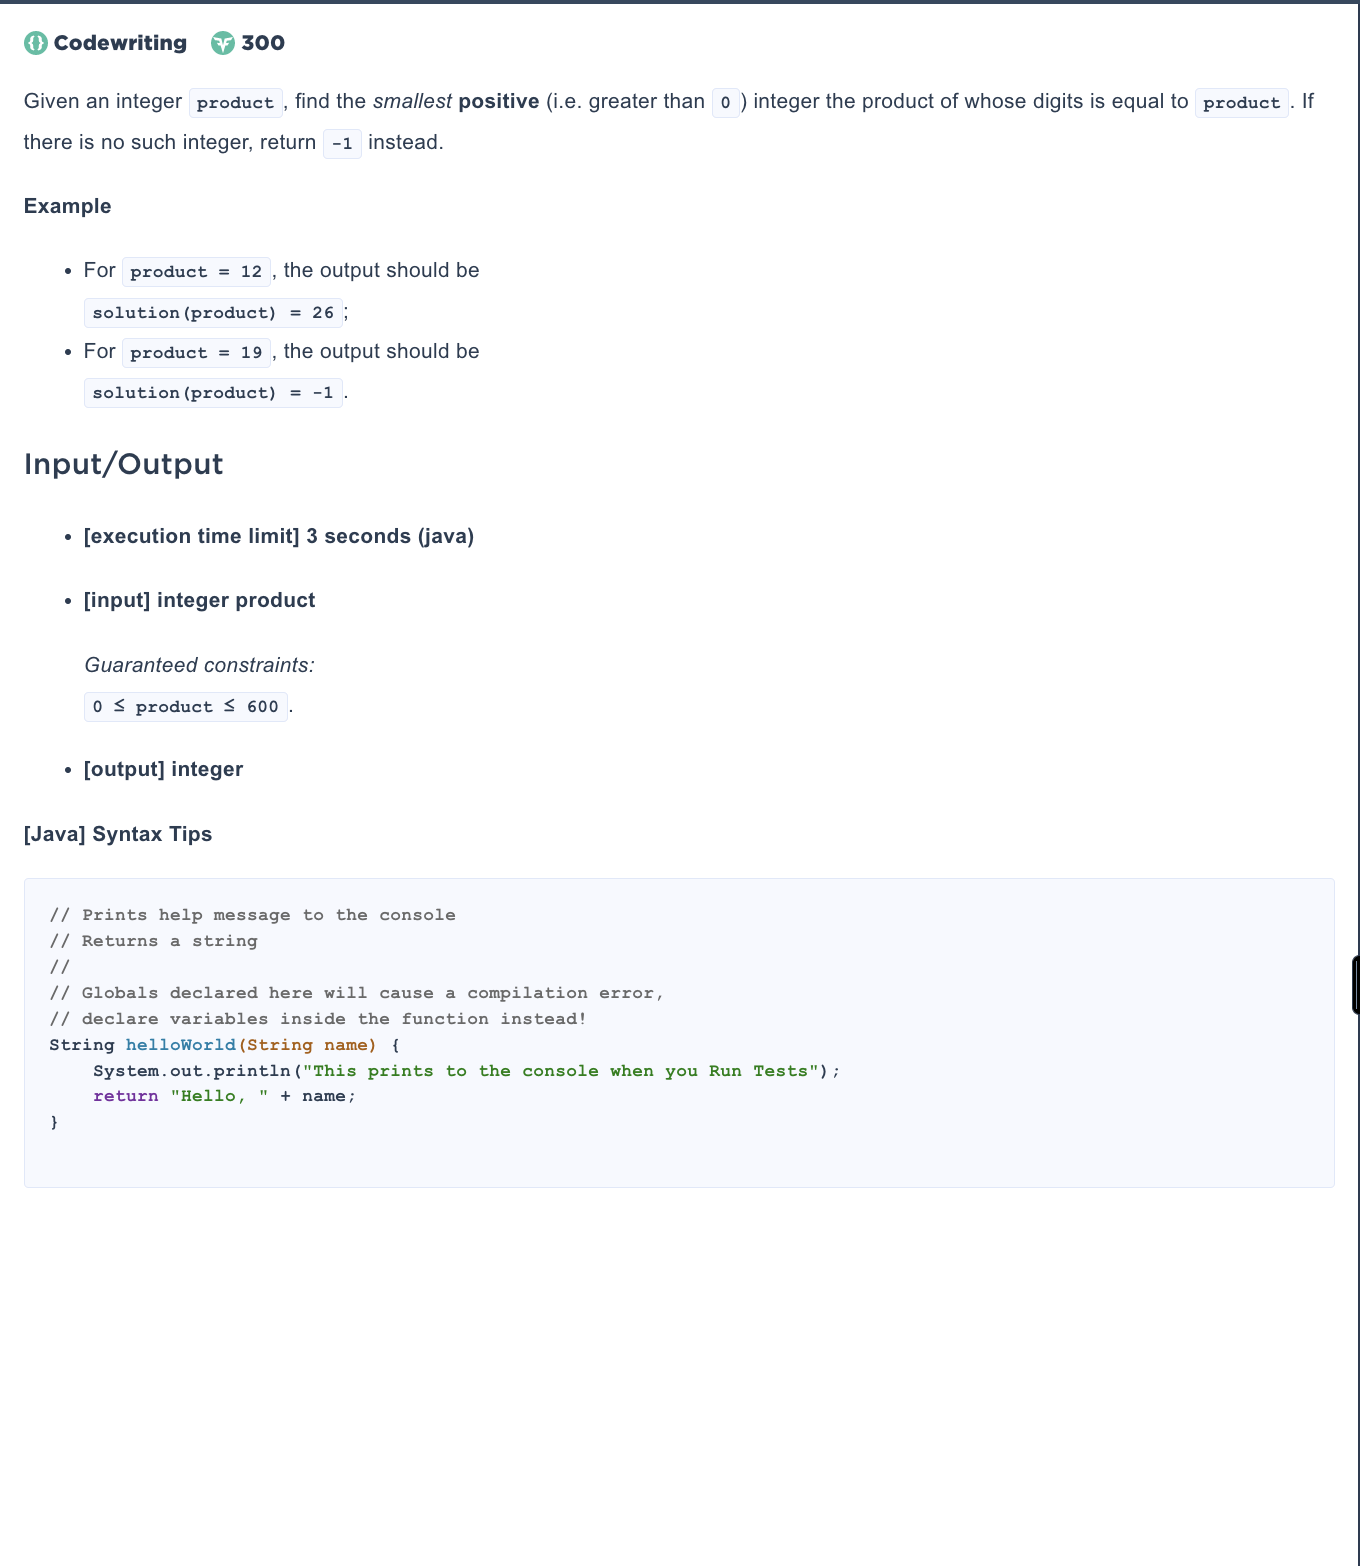 Codewriting 300
Given an integer product, find the smallest positive (i.e. greater than 0) integer the product of whose digits is equal to product. If
there is no such integer, return -1 instead.
Example
• For product = 12, the output should be
solution(product) = 26;
• For product = 19, the output should be
solution(product) = -1.
Input/Output
• [execution time limit] 3 seconds (java)
• [input] integer product
Guaranteed constraints:
0 ≤ product ≤ 600.
• [output] integer
[Java] Syntax Tips
// Prints help message to the console
// Returns a string
//
// Globals declared here will cause a compilation error,
// declare variables inside the function instead!
String helloWorld(String name) {
    System.out.println("This prints to the console when you Run Tests");
    return "Hello, " + name;
}